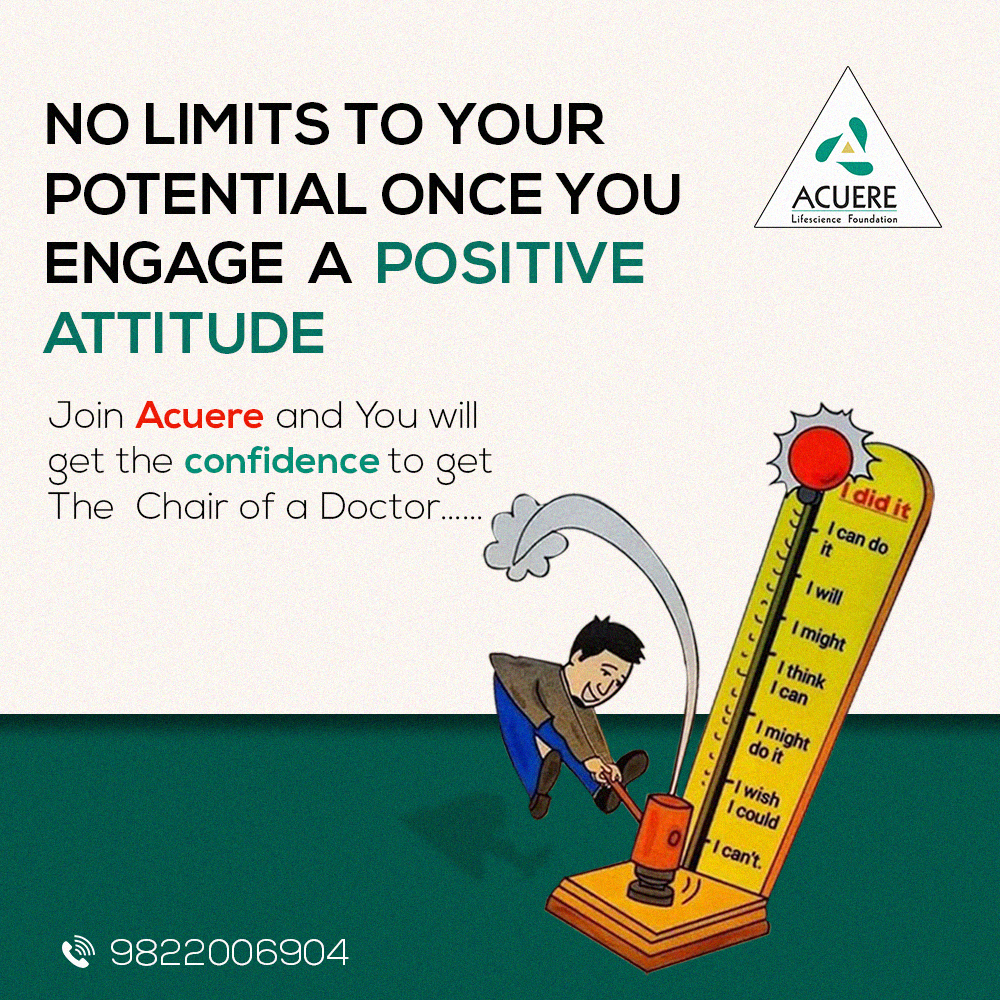 NO LIMITS TO YOUR
POTENTIAL ONCE YOU
ENGAGE A POSITIVE
ATTITUDE
ACUERE
Lifescience Foundation
Join Acuere and You will
get the confidence to get
The Chair of a Doctor......
I did it
I can do
it
I will
I might
I think
I can
I might
do it
I wish
I could
I can't.
9822006904